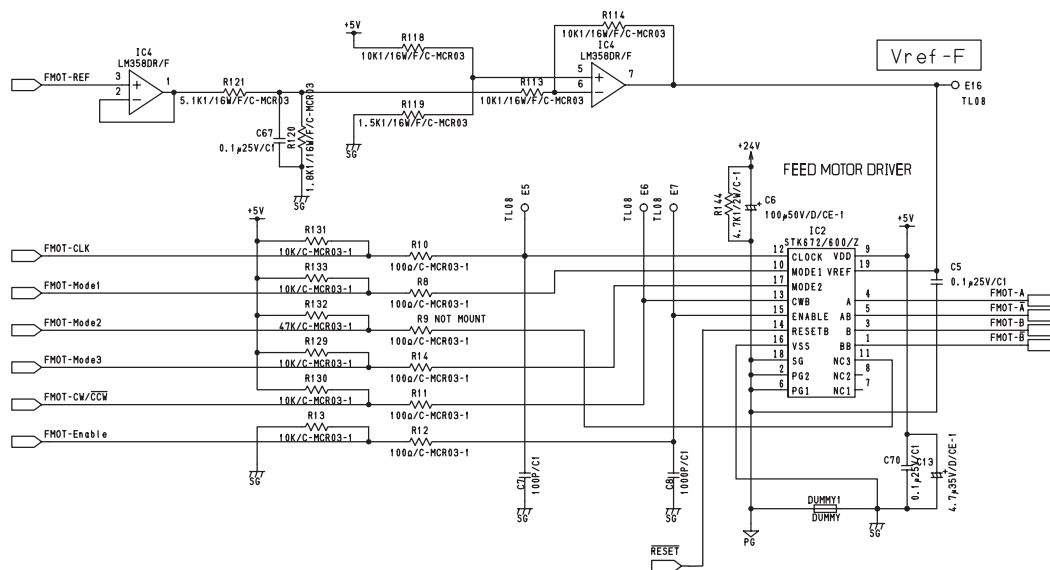 R114
10K1/16W/F/C-MCR03
+5V
R118
10K1/16W/F/C-MCR03
IC4
LM358DR/F
IC4
LM358DR/F
Vref-F
FMOT-REF
3
2
1
R121
5.1K1/16W/F/C-MCR03
5
6
7
R113
10K1/16W/F/C-MCR03
E16
TL08
R119
1.5K1/16W/F/C-MCR03
SG
C67
0.1μ25V/C1
R120
1.8K1/16W/F/C-MCR03
SG
+24V
FEED MOTOR DRIVER
R144
4.7K1/2W/C-1
C6
100μ50V/D/CE-1
E5
TL08
E6
TL08
E7
TL08
+5V
+5V
IC2
STK672/600/Z
FMOT-CLK
R131
10K/C-MCR03-1
R10
100Ω/C-MCR03-1
12 CLOCK VDD 9
10 MODE1 VREF 19
17 MODE2
13 CWB A 4
15 ENABLE AB 5
14 RESETB B 3
16 VSS BB 1
18 SG NC3 11
2 PG2 NC2 8
6 PG1 NC1 7
C5
0.1μ25V/C1
FMOT-A
FMOT-A̅
FMOT-B
FMOT-B̅
FMOT-Mode1
R133
10K/C-MCR03-1
R8
100Ω/C-MCR03-1
FMOT-Mode2
R132
47K/C-MCR03-1
R9 NOT MOUNT
100Ω/C-MCR03-1
FMOT-Mode3
R129
10K/C-MCR03-1
R14
100Ω/C-MCR03-1
FMOT-CW/C̅C̅W̅
R130
10K/C-MCR03-1
R11
100Ω/C-MCR03-1
FMOT-Enable
R13
10K/C-MCR03-1
R12
100Ω/C-MCR03-1
SG
C7
100P/C1
SG
C8
1000P/C1
SG
C70
0.1μ25V/C1
C13
4.7μ35V/D/CE-1
DUMMY1
DUMMY
PG
SG
R̅E̅S̅E̅T̅